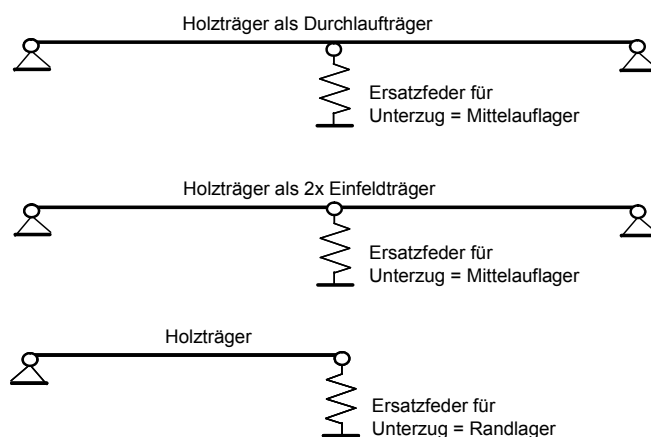 Holzträger als Durchlaufträger
Ersatzfeder für
Unterzug = Mittelauflager
Holzträger als 2x Einfeldträger
Ersatzfeder für
Unterzug = Mittelauflager
Holzträger
Ersatzfeder für
Unterzug = Randlager